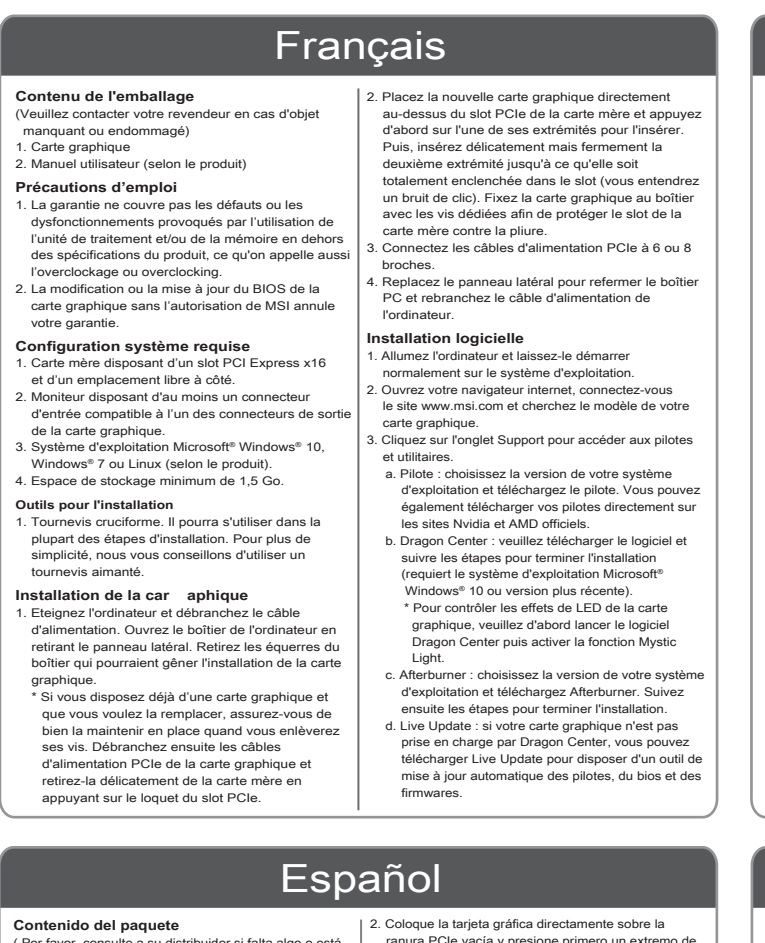 Français
Contenu de l'emballage
(Veuillez contacter votre revendeur en cas d'objet
manquant ou endommagé)
1. Carte graphique
2. Manuel utilisateur (selon le produit)
Précautions d’emploi
1. La garantie ne couvre pas les défauts ou les
dysfonctionnements provoqués par l’utilisation de
l’unité de traitement et/ou de la mémoire en dehors
des spécifications du produit, ce qu'on appelle aussi
l’overclockage ou overclocking.
2. La modification ou la mise à jour du BIOS de la
carte graphique sans l’autorisation de MSI annule
votre garantie.
Configuration système requise
1. Carte mère disposant d’un slot PCI Express x16
et d’un emplacement libre à côté.
2. Moniteur disposant d'au moins un connecteur
d'entrée compatible à l’un des connecteurs de sortie
de la carte graphique.
3. Système d'exploitation Microsoft® Windows® 10,
Windows® 7 ou Linux (selon le produit).
4. Espace de stockage minimum de 1,5 Go.
Outils pour l'installation
1. Tournevis cruciforme. Il pourra s'utiliser dans la
plupart des étapes d'installation. Pour plus de
simplicité, nous vous conseillons d'utiliser un
tournevis aimanté.
Installation de la car aphique
1. Eteignez l'ordinateur et débranchez le câble
d'alimentation. Ouvrez le boîtier de l'ordinateur en
retirant le panneau latéral. Retirez les équerres du
boîtier qui pourraient gêner l'installation de la carte
graphique.
* Si vous disposez déjà d’une carte graphique et
que vous voulez la remplacer, assurez-vous de
bien la maintenir en place quand vous enlèverez
ses vis. Débranchez ensuite les câbles
d'alimentation PCIe de la carte graphique et
retirez-la délicatement de la carte mère en
appuyant sur le loquet du slot PCIe.
2. Placez la nouvelle carte graphique directement
au-dessus du slot PCIe de la carte mère et appuyez
d'abord sur l'une de ses extrémités pour l'insérer.
Puis, insérez délicatement mais fermement la
deuxième extrémité jusqu'à ce qu'elle soit
totalement enclenchée dans le slot (vous entendrez
un bruit de clic). Fixez la carte graphique au boîtier
avec les vis dédiées afin de protéger le slot de la
carte mère contre la pliure.
3. Connectez les câbles d'alimentation PCIe à 6 ou 8
broches.
4. Replacez le panneau latéral pour refermer le boîtier
PC et rebranchez le câble d'alimentation de
l'ordinateur.
Installation logicielle
1. Allumez l'ordinateur et laissez-le démarrer
normalement sur le système d'exploitation.
2. Ouvrez votre navigateur internet, connectez-vous
le site www.msi.com et cherchez le modèle de votre
carte graphique.
3. Cliquez sur l'onglet Support pour accéder aux pilotes
et utilitaires.
a. Pilote : choisissez la version de votre système
d'exploitation et téléchargez le pilote. Vous pouvez
également télécharger vos pilotes directement sur
les sites Nvidia et AMD officiels.
b. Dragon Center : veuillez télécharger le logiciel et
suivre les étapes pour terminer l'installation
(requiert le système d'exploitation Microsoft®
Windows® 10 ou version plus récente).
* Pour contrôler les effets de LED de la carte
graphique, veuillez d'abord lancer le logiciel
Dragon Center puis activer la fonction Mystic
Light.
c. Afterburner : choisissez la version de votre système
d'exploitation et téléchargez Afterburner. Suivez
ensuite les étapes pour terminer l'installation.
d. Live Update : si votre carte graphique n'est pas
prise en charge par Dragon Center, vous pouvez
télécharger Live Update pour disposer d'un outil de
mise à jour automatique des pilotes, du bios et des
firmwares.
Español
Contenido del paquete
( Por favor, consulte a su distribuidor si falta algo o está
2. Coloque la tarjeta gráfica directamente sobre la
ranura PCIe vacía y presione primero un extremo de